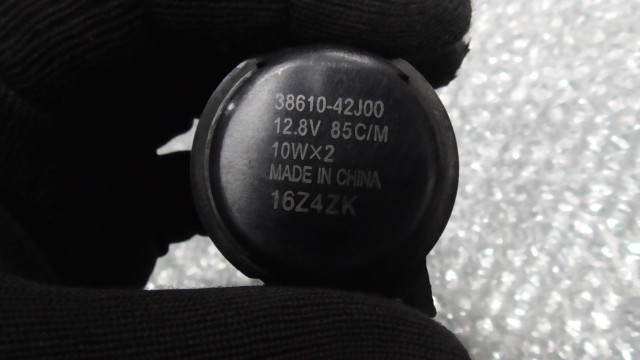 38610-42J00
12.8V 85C/M
10W×2
MADE IN CHINA
16Z4ZK